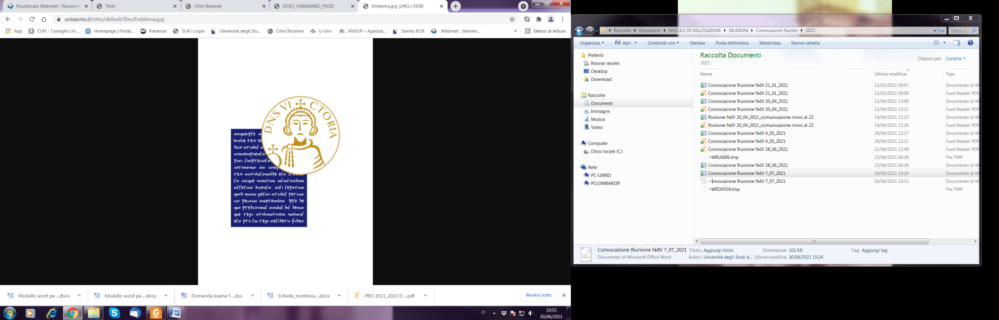 Roundcube Webmail :: Nuova m
Titoli
Citrix Receiver
ESSE3_UNISANNIO_PROD
Emblema.jpg (2481×3508)
unisannio.it/sites/default/files/Emblema.jpg
App
CUN - Consiglio Un...
Homepage | Portal...
Presenze
SUA | Login
Università degli Stu...
Citrix Receiver
U-Gov
ANVUR – Agenzia...
Sannio BOX
Webmail :: Benven...
»
Elenco di lettura
DNS VI CTORIA
Modello word pe....docx
Modello word pe....docx
Domanda esame f....doc
Schede_monitora....docx
PRO 2021_2023 D....pdf
Mostra tutto
IT
10:55
30/06/2021
Raccolte
Documenti
NUCLEO DI VALUTAZIONE
RIUNIONI
Convocazioni Nucleo
2021
Cerca 2...
Organizza
Apri
Condividi con
Stampa
Posta elettronica
Masterizza
Nuova cartella
Preferiti
Risorse recenti
Desktop
Download
Raccolte
Documenti
Immagini
Musica
Video
Computer
Disco locale (C:)
Rete
PC-LERRO
PCLOMBARDIF
Raccolta Documenti
2021
Disponi per: Cartella
Nome Ultima modifica Tipo
Convocazione Riunione NdV 21_01_2021 12/01/2021 09:07 Documento di M
Convocazione Riunione NdV 21_01_2021 12/01/2021 09:08 Foxit Reader PDF
Convocazione Riunione NdV 20_04_2021 12/04/2021 13:09 Documento di M
Convocazione Riunione NdV 20_04_2021 12/04/2021 13:11 Foxit Reader PDF
Riunione NdV 20_04_2021_comunicazione rinvio al 22 19/04/2021 11:23 Documento di M
Riunione NdV 20_04_2021_comunicazione rinvio al 22 19/04/2021 11:26 Foxit Reader PDF
Convocazione Riunione NdV 4_05_2021 29/04/2021 12:17 Documento di M
Convocazione Riunione NdV 4_05_2021 29/04/2021 12:21 Foxit Reader PDF
Convocazione Riunione NdV 28_06_2021 21/06/2021 11:48 Foxit Reader PDF
~WRL0606.tmp 22/06/2021 06:38 File TMP
Convocazione Riunione NdV 28_06_2021 22/06/2021 06:38 Documento di M
Convocazione Riunione NdV 7_07_2021 30/06/2021 10:24 Documento di M
~$nvocazione Riunione NdV 7_07_2021 30/06/2021 10:53 Documento di M
~WRD0559.tmp File TMP
Convocazione Riunione NdV 7_07_2021 Titolo: Aggiungi titolo Dimensione: 102 KB Tag: Aggiungi tag
Documento di Microsoft Office Word Autori: Università degli Studi d... Ultima modifica: 30/06/2021 10:24